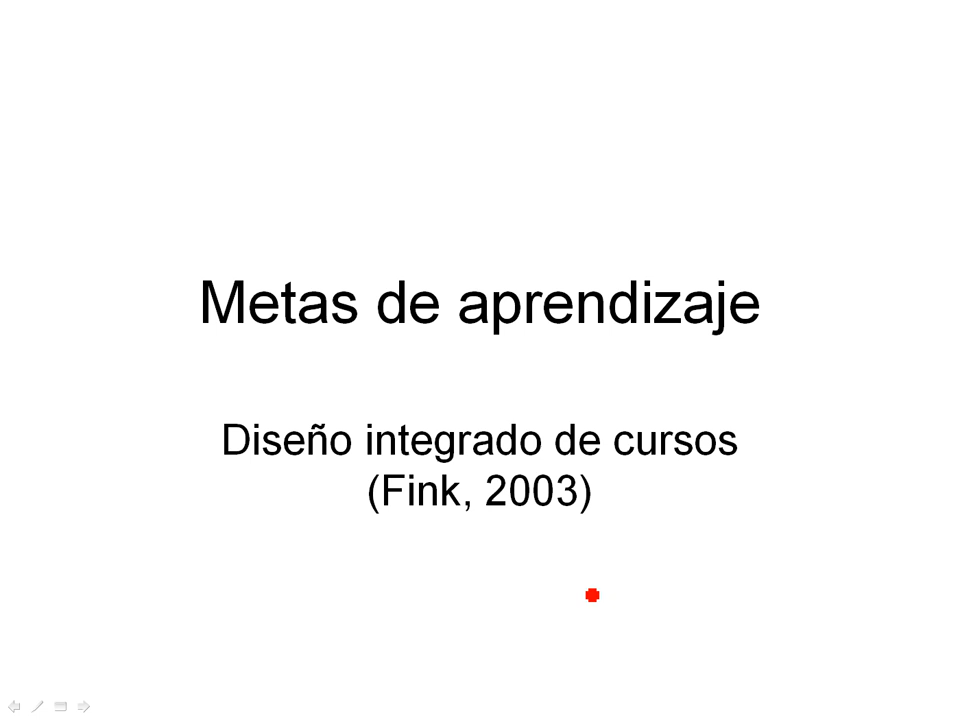 Metas de aprendizaje
Diseño integrado de cursos
(Fink, 2003)